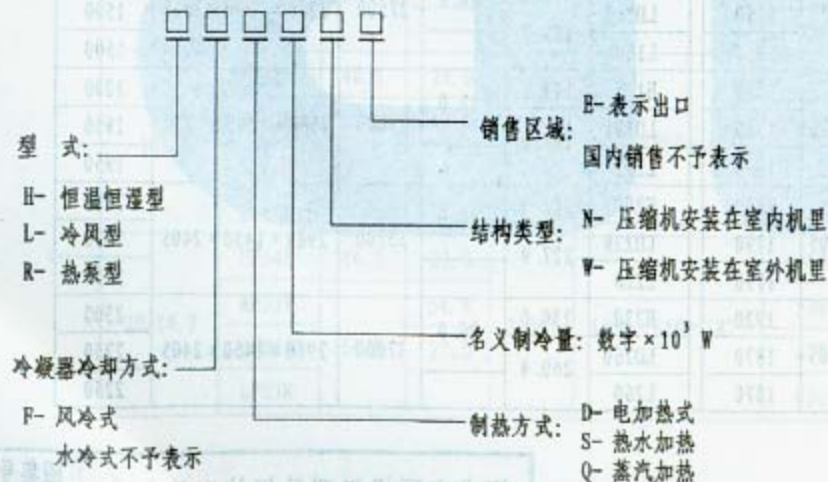 □□□□□□
型 式:
H- 恒温恒湿型
L- 冷风型
R- 热泵型
冷凝器冷却方式:
F- 风冷式
水冷式不予表示
销售区域:
E-表示出口
国内销售不予表示
结构类型:
N- 压缩机安装在室内机里
W- 压缩机安装在室外机里
名义制冷量: 数字×10³ W
制热方式:
D- 电加热式
S- 热水加热
Q- 蒸汽加热